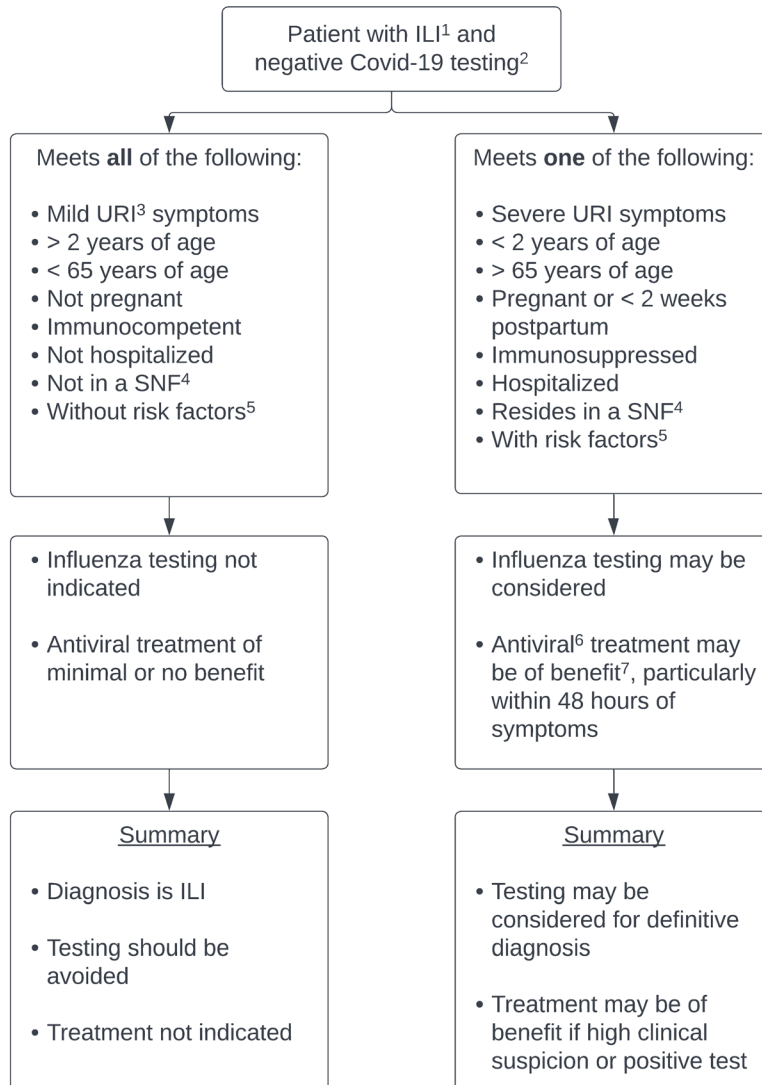 Patient with ILI¹ and
negative Covid-19 testing²
Meets all of the following:
• Mild URI³ symptoms
• > 2 years of age
• < 65 years of age
• Not pregnant
• Immunocompetent
• Not hospitalized
• Not in a SNF⁴
• Without risk factors⁵
• Influenza testing not
indicated
• Antiviral treatment of
minimal or no benefit
Summary
• Diagnosis is ILI
• Testing should be
avoided
• Treatment not indicated
Meets one of the following:
• Severe URI symptoms
• < 2 years of age
• > 65 years of age
• Pregnant or < 2 weeks
postpartum
• Immunosuppressed
• Hospitalized
• Resides in a SNF⁴
• With risk factors⁵
• Influenza testing may be
considered
• Antiviral⁶ treatment may
be of benefit⁷, particularly
within 48 hours of
symptoms
Summary
• Testing may be
considered for definitive
diagnosis
• Treatment may be of
benefit if high clinical
suspicion or positive test